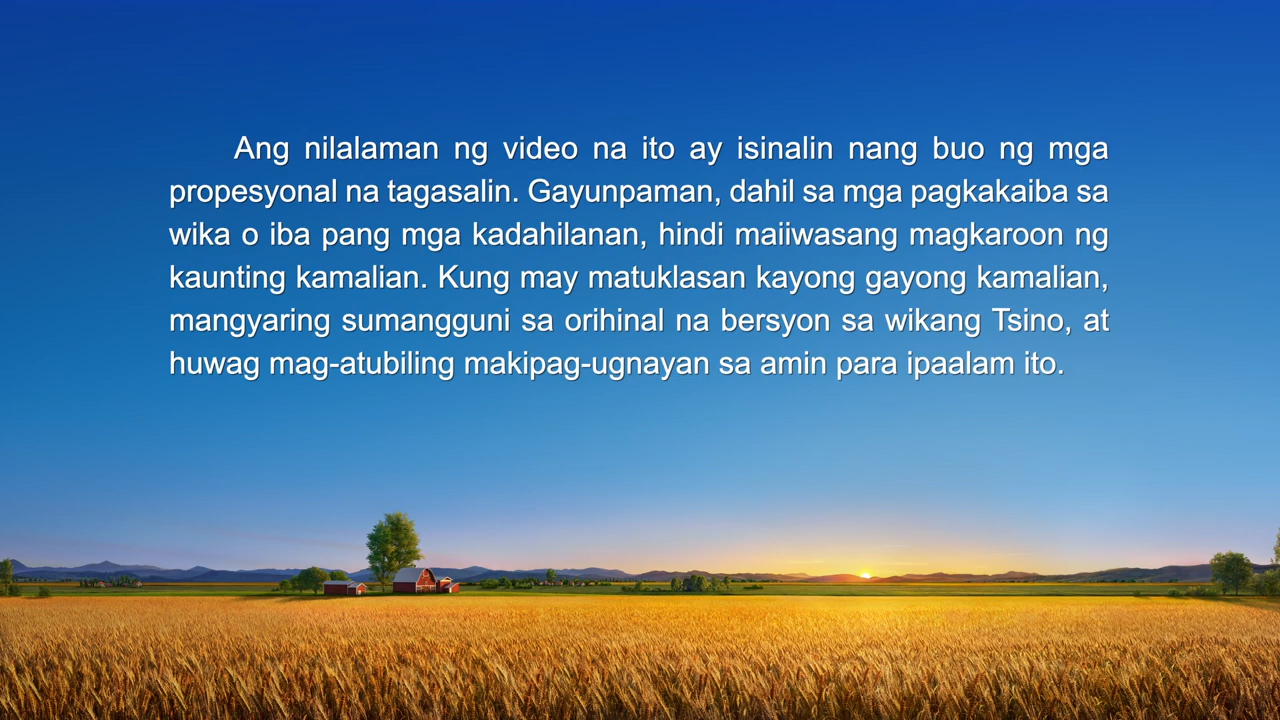 Ang nilalaman ng video na ito ay isinalin nang buo ng mga
propesyonal na tagasalin. Gayunpaman, dahil sa mga pagkakaiba sa
wika o iba pang mga kadahilanan, hindi maiiwasang magkaroon ng
kaunting kamalian. Kung may matuklasan kayong gayong kamalian,
mangyaring sumangguni sa orihinal na bersyon sa wikang Tsino, at
huwag mag-atubiling makipag-ugnayan sa amin para ipaalam ito.